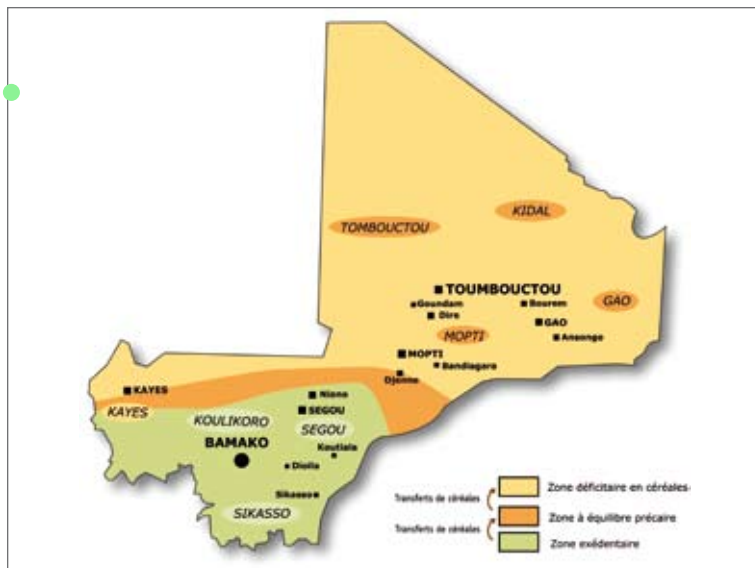 KIDAL
TOMBOUCTOU
TOUMBOUCTOU
GAO
Goundam
Bourem
Dire
GAO
MOPTI
Ansongo
MOPTI
Bandiagara
Djenne
KAYES
Niono
KAYES
SEGOU
KOULIKORO
SEGOU
BAMAKO
Koutiala
Dioila
Sikasso
SIKASSO
Zone déficitaire en céréales
Transferts de céréales
Zone à équilibre précaire
Transferts de céréales
Zone exédentaire